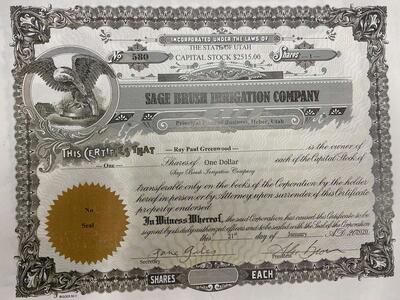 INCORPORATED UNDER THE LAWS OF
THE STATE OF UTAH
No 580
Shares
CAPITAL STOCK $2515.00
SAGE BRUSH IRRIGATION COMPANY
Principal Business, Heber, Utah
THIS CERTIFIES THAT — Ray Paul Greenwood — is the owner of
— One — Shares of One Dollar each of the Capital Stock of
Sage Brush Irrigation Company
transferable only on the books of the Corporation by the holder
hereof in person or by Attorney upon surrender of this Certificate
property endorsed.
No
Seal
In Witness Whereof, the said Corporation has caused this Certificate to be
signed by its duly authorized officers and to be sealed with the Seal of the Corporation
this 21st day of January A.D.
Secretary
President
SHARES EACH